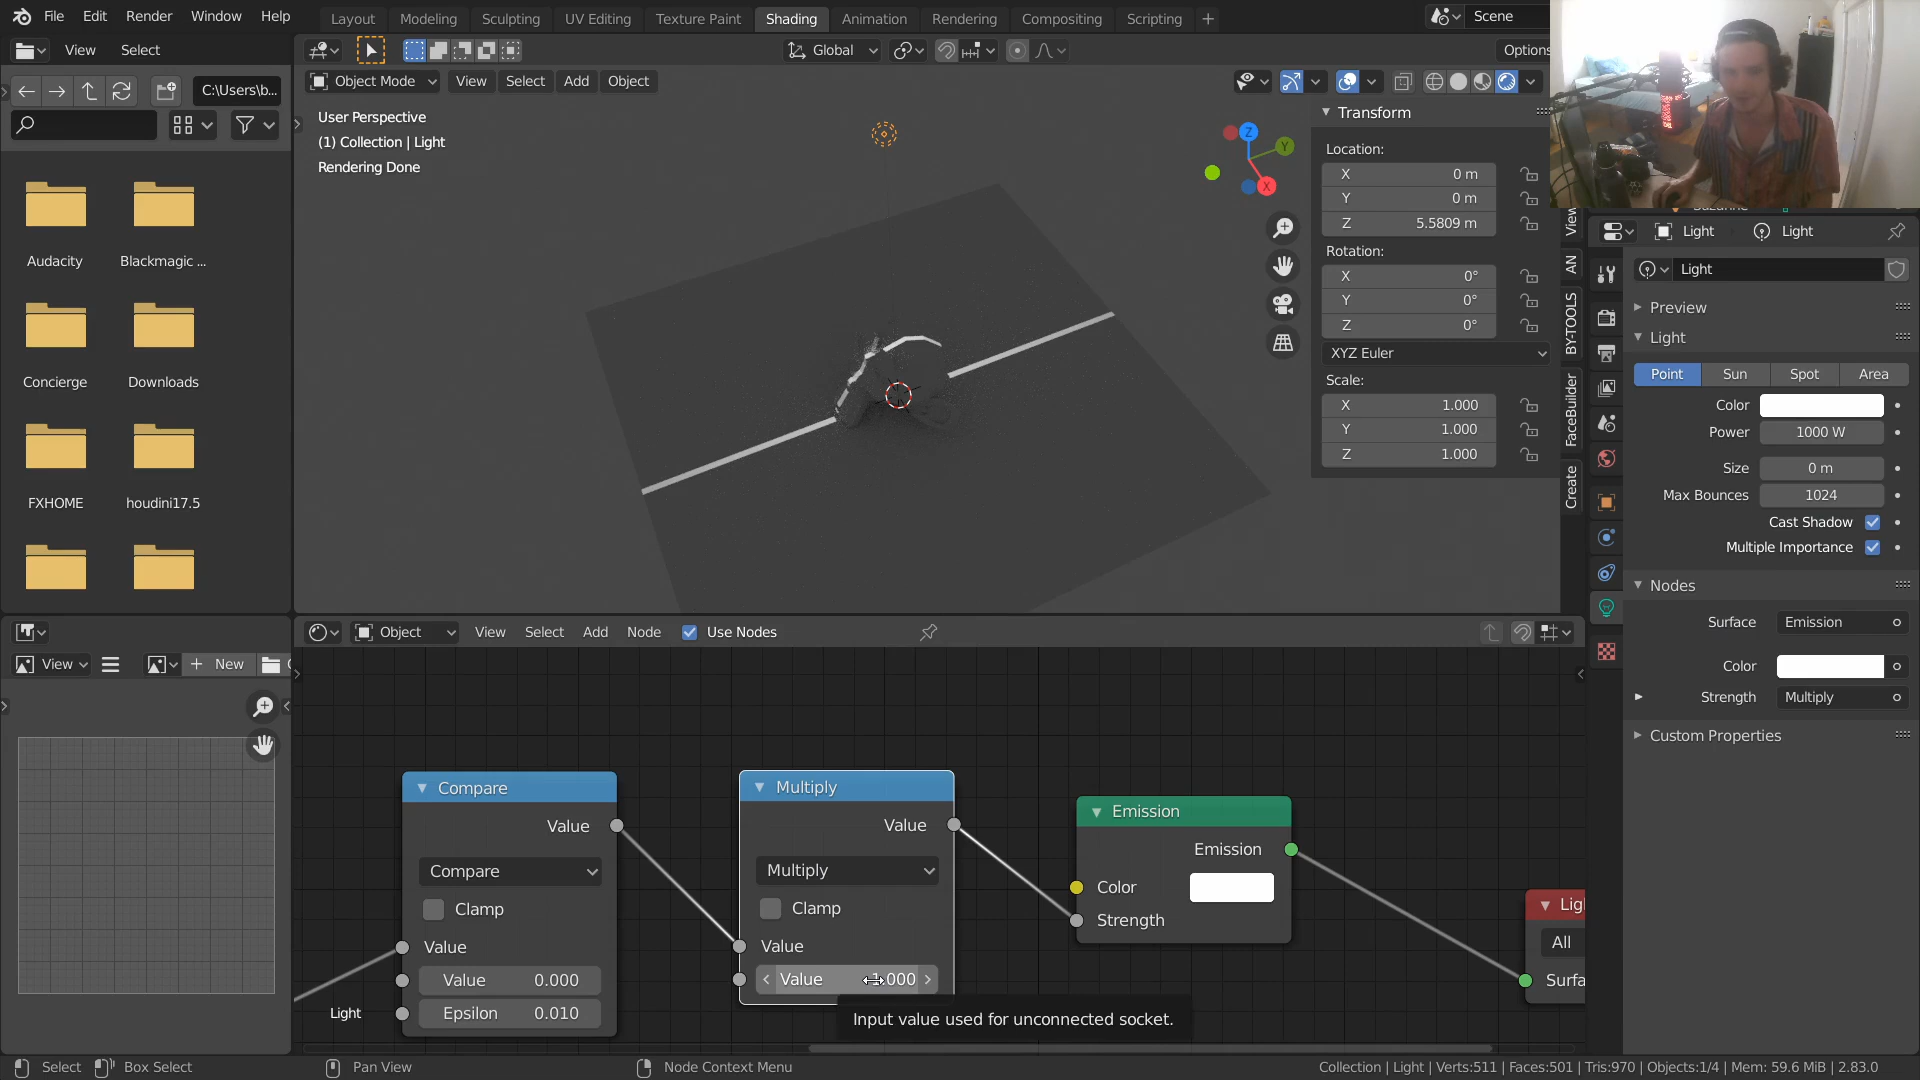 File Edit Render Window Help
Layout Modeling Sculpting UV Editing Texture Paint Shading Animation Rendering Compositing Scripting +
Scene
View Select
Global
Options
C:\Users\b...
Object Mode View Select Add Object
User Perspective
(1) Collection | Light
Rendering Done
Z
Y
X
Audacity
Blackmagic ...
Concierge
Downloads
FXHOME
houdini17.5
Transform
Location:
X 0 m
Y 0 m
Z 5.5809 m
Rotation:
X 0°
Y 0°
Z 0°
XYZ Euler
Scale:
X 1.000
Y 1.000
Z 1.000
View
AN
BY-TOOLS
FaceBuilder
Create
Light Light
Light
Preview
Light
Point Sun Spot Area
Color
Power 1000 W
Size 0 m
Max Bounces 1024
Cast Shadow
Multiple Importance
Nodes
Surface Emission
Color
Strength Multiply
Custom Properties
View New
Object View Select Add Node Use Nodes
Compare
Value
Compare
Clamp
Value
Value 0.000
Epsilon 0.010
Light
Multiply
Value
Multiply
Clamp
Value
Value
Input value used for unconnected socket.
Emission
Emission
Color
Strength
Lig
All
Surfa
Select Box Select Pan View Node Context Menu
Collection | Light | Verts:511 | Faces:501 | Tris:970 | Objects:1/4 | Mem: 59.6 MiB | 2.83.0